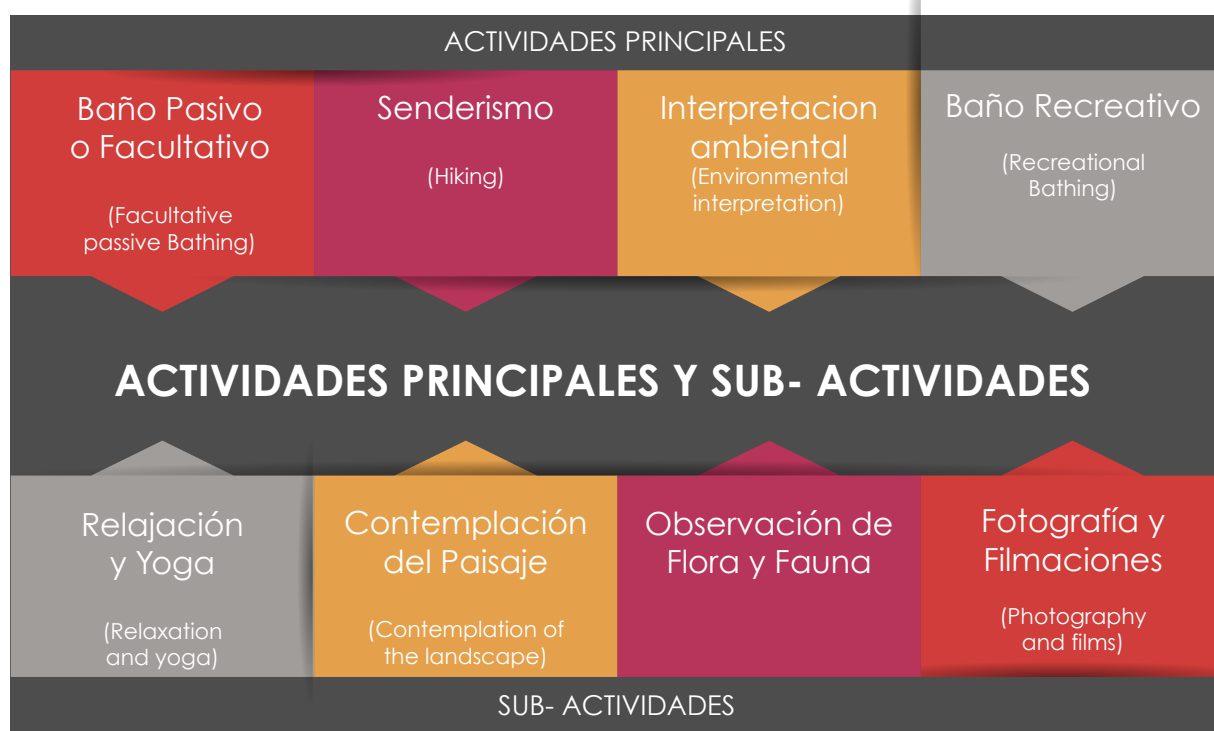 ACTIVIDADES PRINCIPALES
Baño Pasivo
o Facultativo
(Facultative
passive Bathing)
Senderismo
(Hiking)
Interpretacion
ambiental
(Environmental
interpretation)
Baño Recreativo
(Recreational
Bathing)
ACTIVIDADES PRINCIPALES Y SUB- ACTIVIDADES
Relajación
y Yoga
(Relaxation
and yoga)
Contemplación
del Paisaje
(Contemplation of
the landscape)
Observación de
Flora y Fauna
Fotografía y
Filmaciones
(Photography
and films)
SUB- ACTIVIDADES